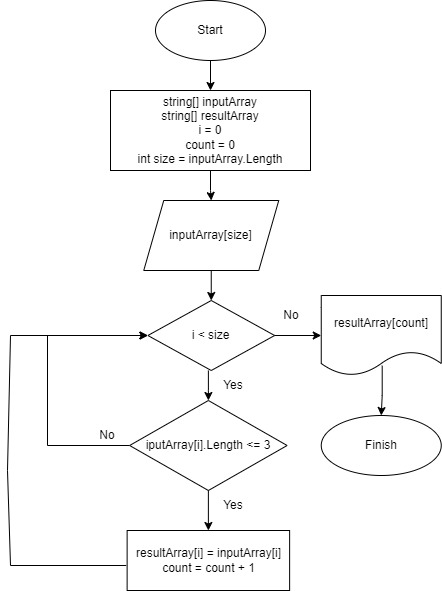 Start
string[] inputArray
string[] resultArray
i = 0
count = 0
int size = inputArray.Length
inputArray[size]
i < size
No
resultArray[count]
Yes
No
iputArray[i].Length <= 3
Finish
Yes
resultArray[i] = inputArray[i]
count = count + 1